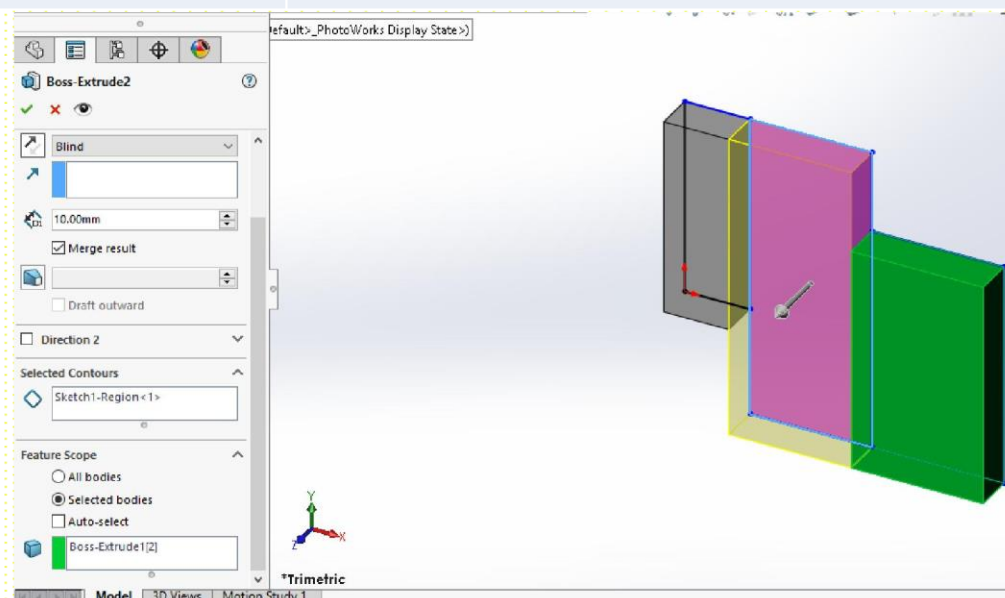 efault>_PhotoWorks Display State>)
Boss-Extrude2
Blind
10.00mm
Merge result
Draft outward
Direction 2
Selected Contours
Sketch1-Region<1>
Feature Scope
All bodies
Selected bodies
Auto-select
Boss-Extrude1[2]
Y
X
Z
*Trimetric
Model 3D Views Motion Study 1